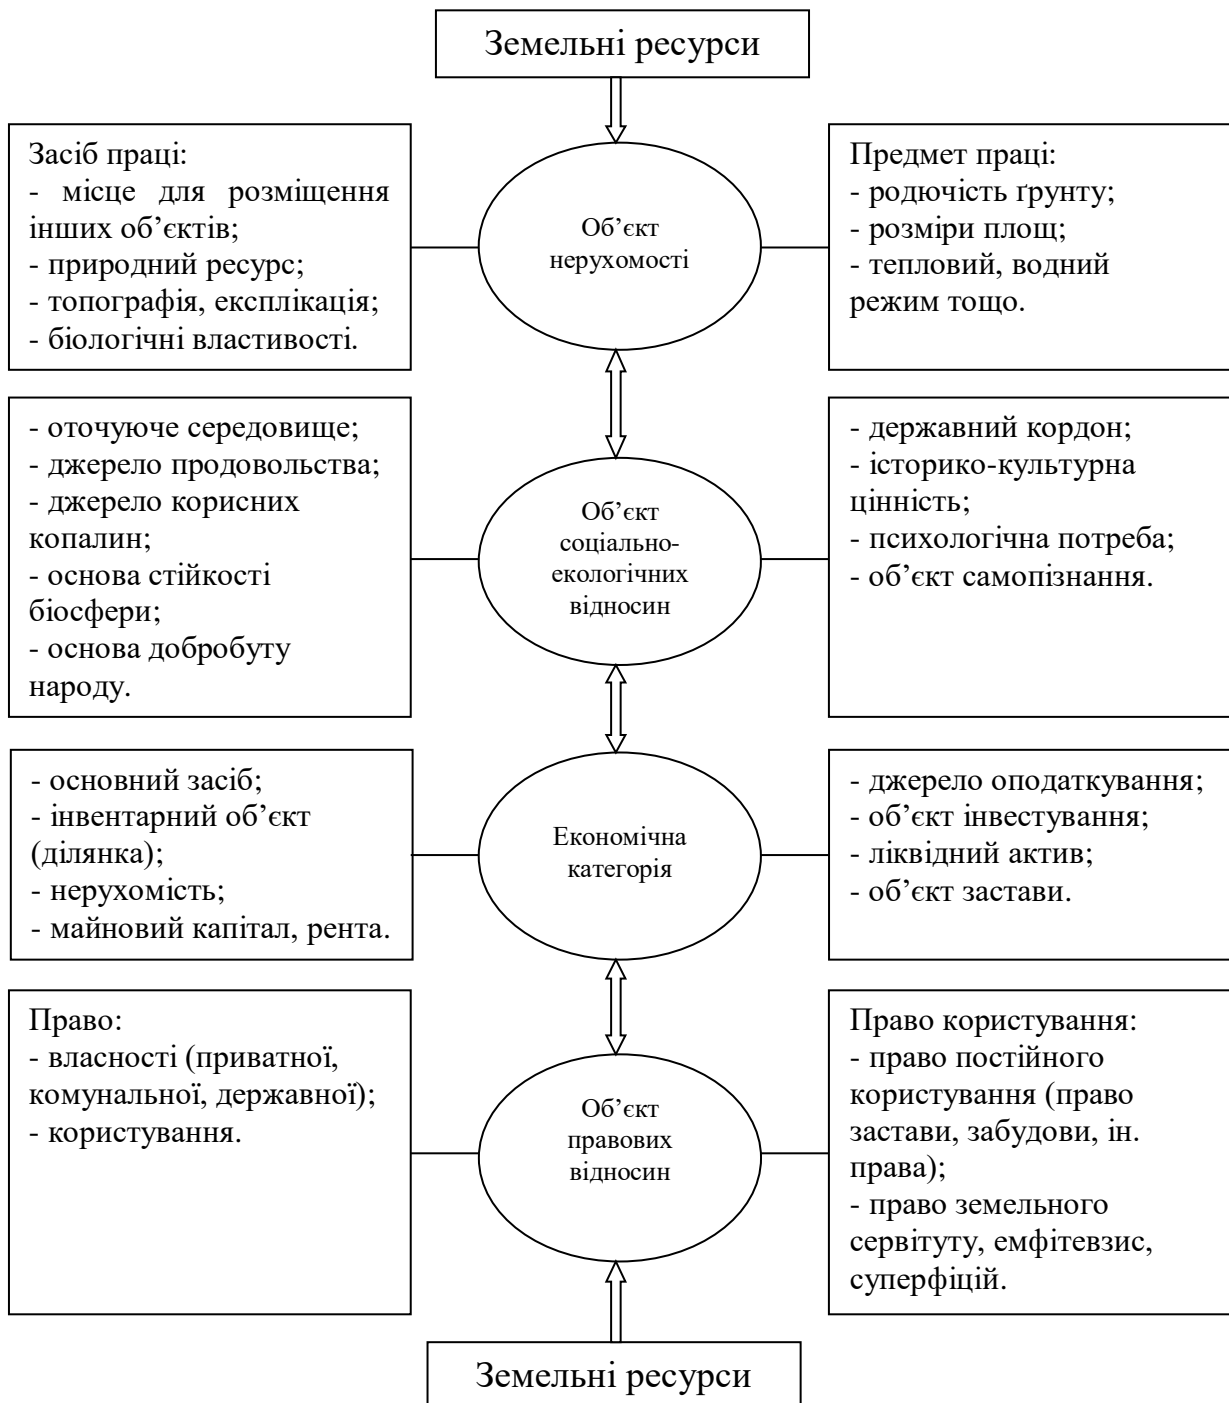 Земельні ресурси
Засіб праці:
- місце для розміщення
інших об’єктів;
- природний ресурс;
- топографія, експлікація;
- біологічні властивості.
Об’єкт
нерухомості
Предмет праці:
- родючість ґрунту;
- розміри площ;
- тепловий, водний
режим тощо.
- оточуюче середовище;
- джерело продовольства;
- джерело корисних
копалин;
- основа стійкості
біосфери;
- основа добробуту
народу.
Об’єкт
соціально-
екологічних
відносин
- державний кордон;
- історико-культурна
цінність;
- психологічна потреба;
- об’єкт самопізнання.
- основний засіб;
- інвентарний об’єкт
(ділянка);
- нерухомість;
- майновий капітал, рента.
Економічна
категорія
- джерело оподаткування;
- об’єкт інвестування;
- ліквідний актив;
- об’єкт застави.
Право:
- власності (приватної,
комунальної, державної);
- користування.
Об’єкт
правових
відносин
Право користування:
- право постійного
користування (право
застави, забудови, ін.
права);
- право земельного
сервітуту, емфітевзис,
суперфіцій.
Земельні ресурси